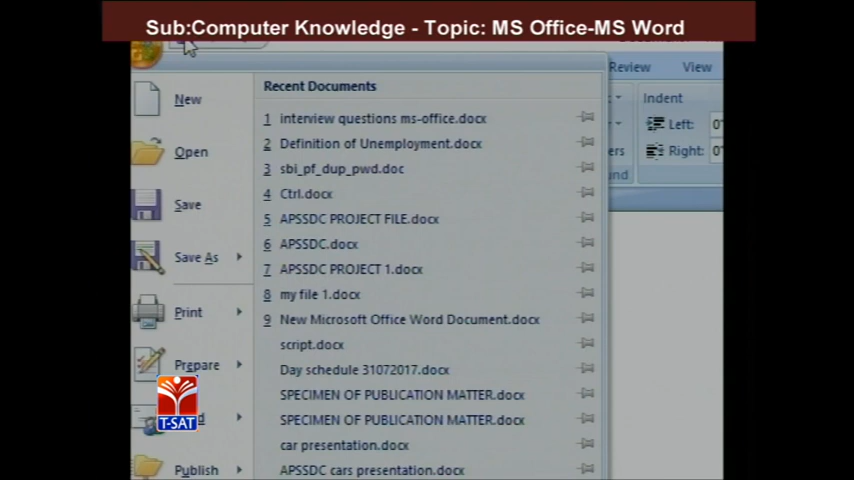 Sub:Computer Knowledge - Topic: MS Office-MS Word
Review View
Recent Documents
New
Open
Save
Save As
Print
Prepare
Publish
1 interview questions ms-office.docx
2 Definition of Unemployment.docx
3 sbi_pf_dup_pwd.doc
4 Ctrl.docx
5 APSSDC PROJECT FILE.docx
6 APSSDC.docx
7 APSSDC PROJECT 1.docx
8 my file 1.docx
9 New Microsoft Office Word Document.docx
script.docx
Day schedule 31072017.docx
SPECIMEN OF PUBLICATION MATTER.docx
SPECIMEN OF PUBLICATION MATTER.docx
car presentation.docx
APSSDC cars presentation.docx
Indent
Left: 0
Right: 0
T-SAT